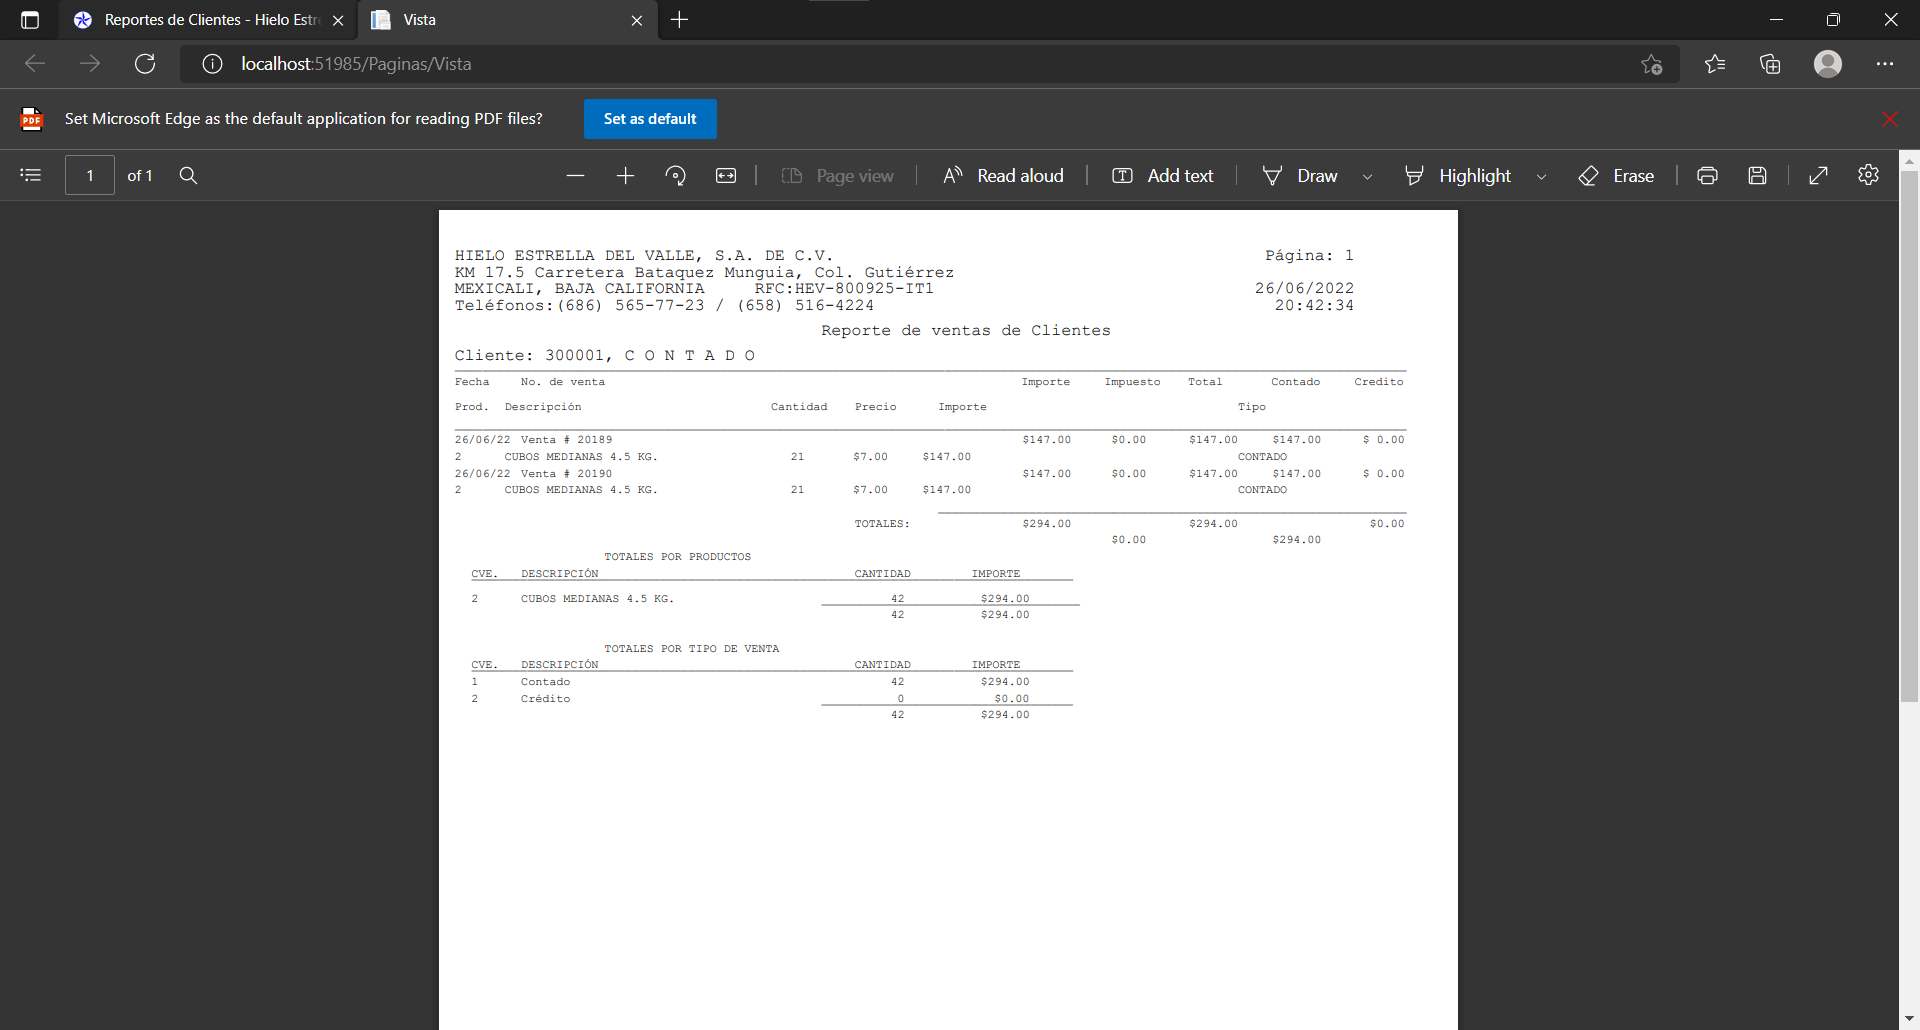 Reportes de Clientes - Hielo Estr
Vista
localhost:51985/Paginas/Vista
PDF
Set Microsoft Edge as the default application for reading PDF files?
Set as default
1 of 1
Page view
Read aloud
Add text
Draw
Highlight
Erase
HIELO ESTRELLA DEL VALLE, S.A. DE C.V. Página: 1
KM 17.5 Carretera Bataquez Munguia, Col. Gutiérrez
MEXICALI, BAJA CALIFORNIA RFC:HEV-800925-IT1 26/06/2022
Teléfonos:(686) 565-77-23 / (658) 516-4224 20:42:34
Reporte de ventas de Clientes
Cliente: 300001, C O N T A D O
Fecha No. de venta Importe Impuesto Total Contado Credito
Prod. Descripción Cantidad Precio Importe Tipo
26/06/22 Venta # 20189 $147.00 $0.00 $147.00 $147.00 $ 0.00
2 CUBOS MEDIANAS 4.5 KG. 21 $7.00 $147.00 CONTADO
26/06/22 Venta # 20190 $147.00 $0.00 $147.00 $147.00 $ 0.00
2 CUBOS MEDIANAS 4.5 KG. 21 $7.00 $147.00 CONTADO
TOTALES: $294.00 $294.00 $0.00
$0.00 $294.00
TOTALES POR PRODUCTOS
CVE. DESCRIPCIÓN CANTIDAD IMPORTE
2 CUBOS MEDIANAS 4.5 KG. 42 $294.00
42 $294.00
TOTALES POR TIPO DE VENTA
CVE. DESCRIPCIÓN CANTIDAD IMPORTE
1 Contado 42 $294.00
2 Crédito 0 $0.00
42 $294.00